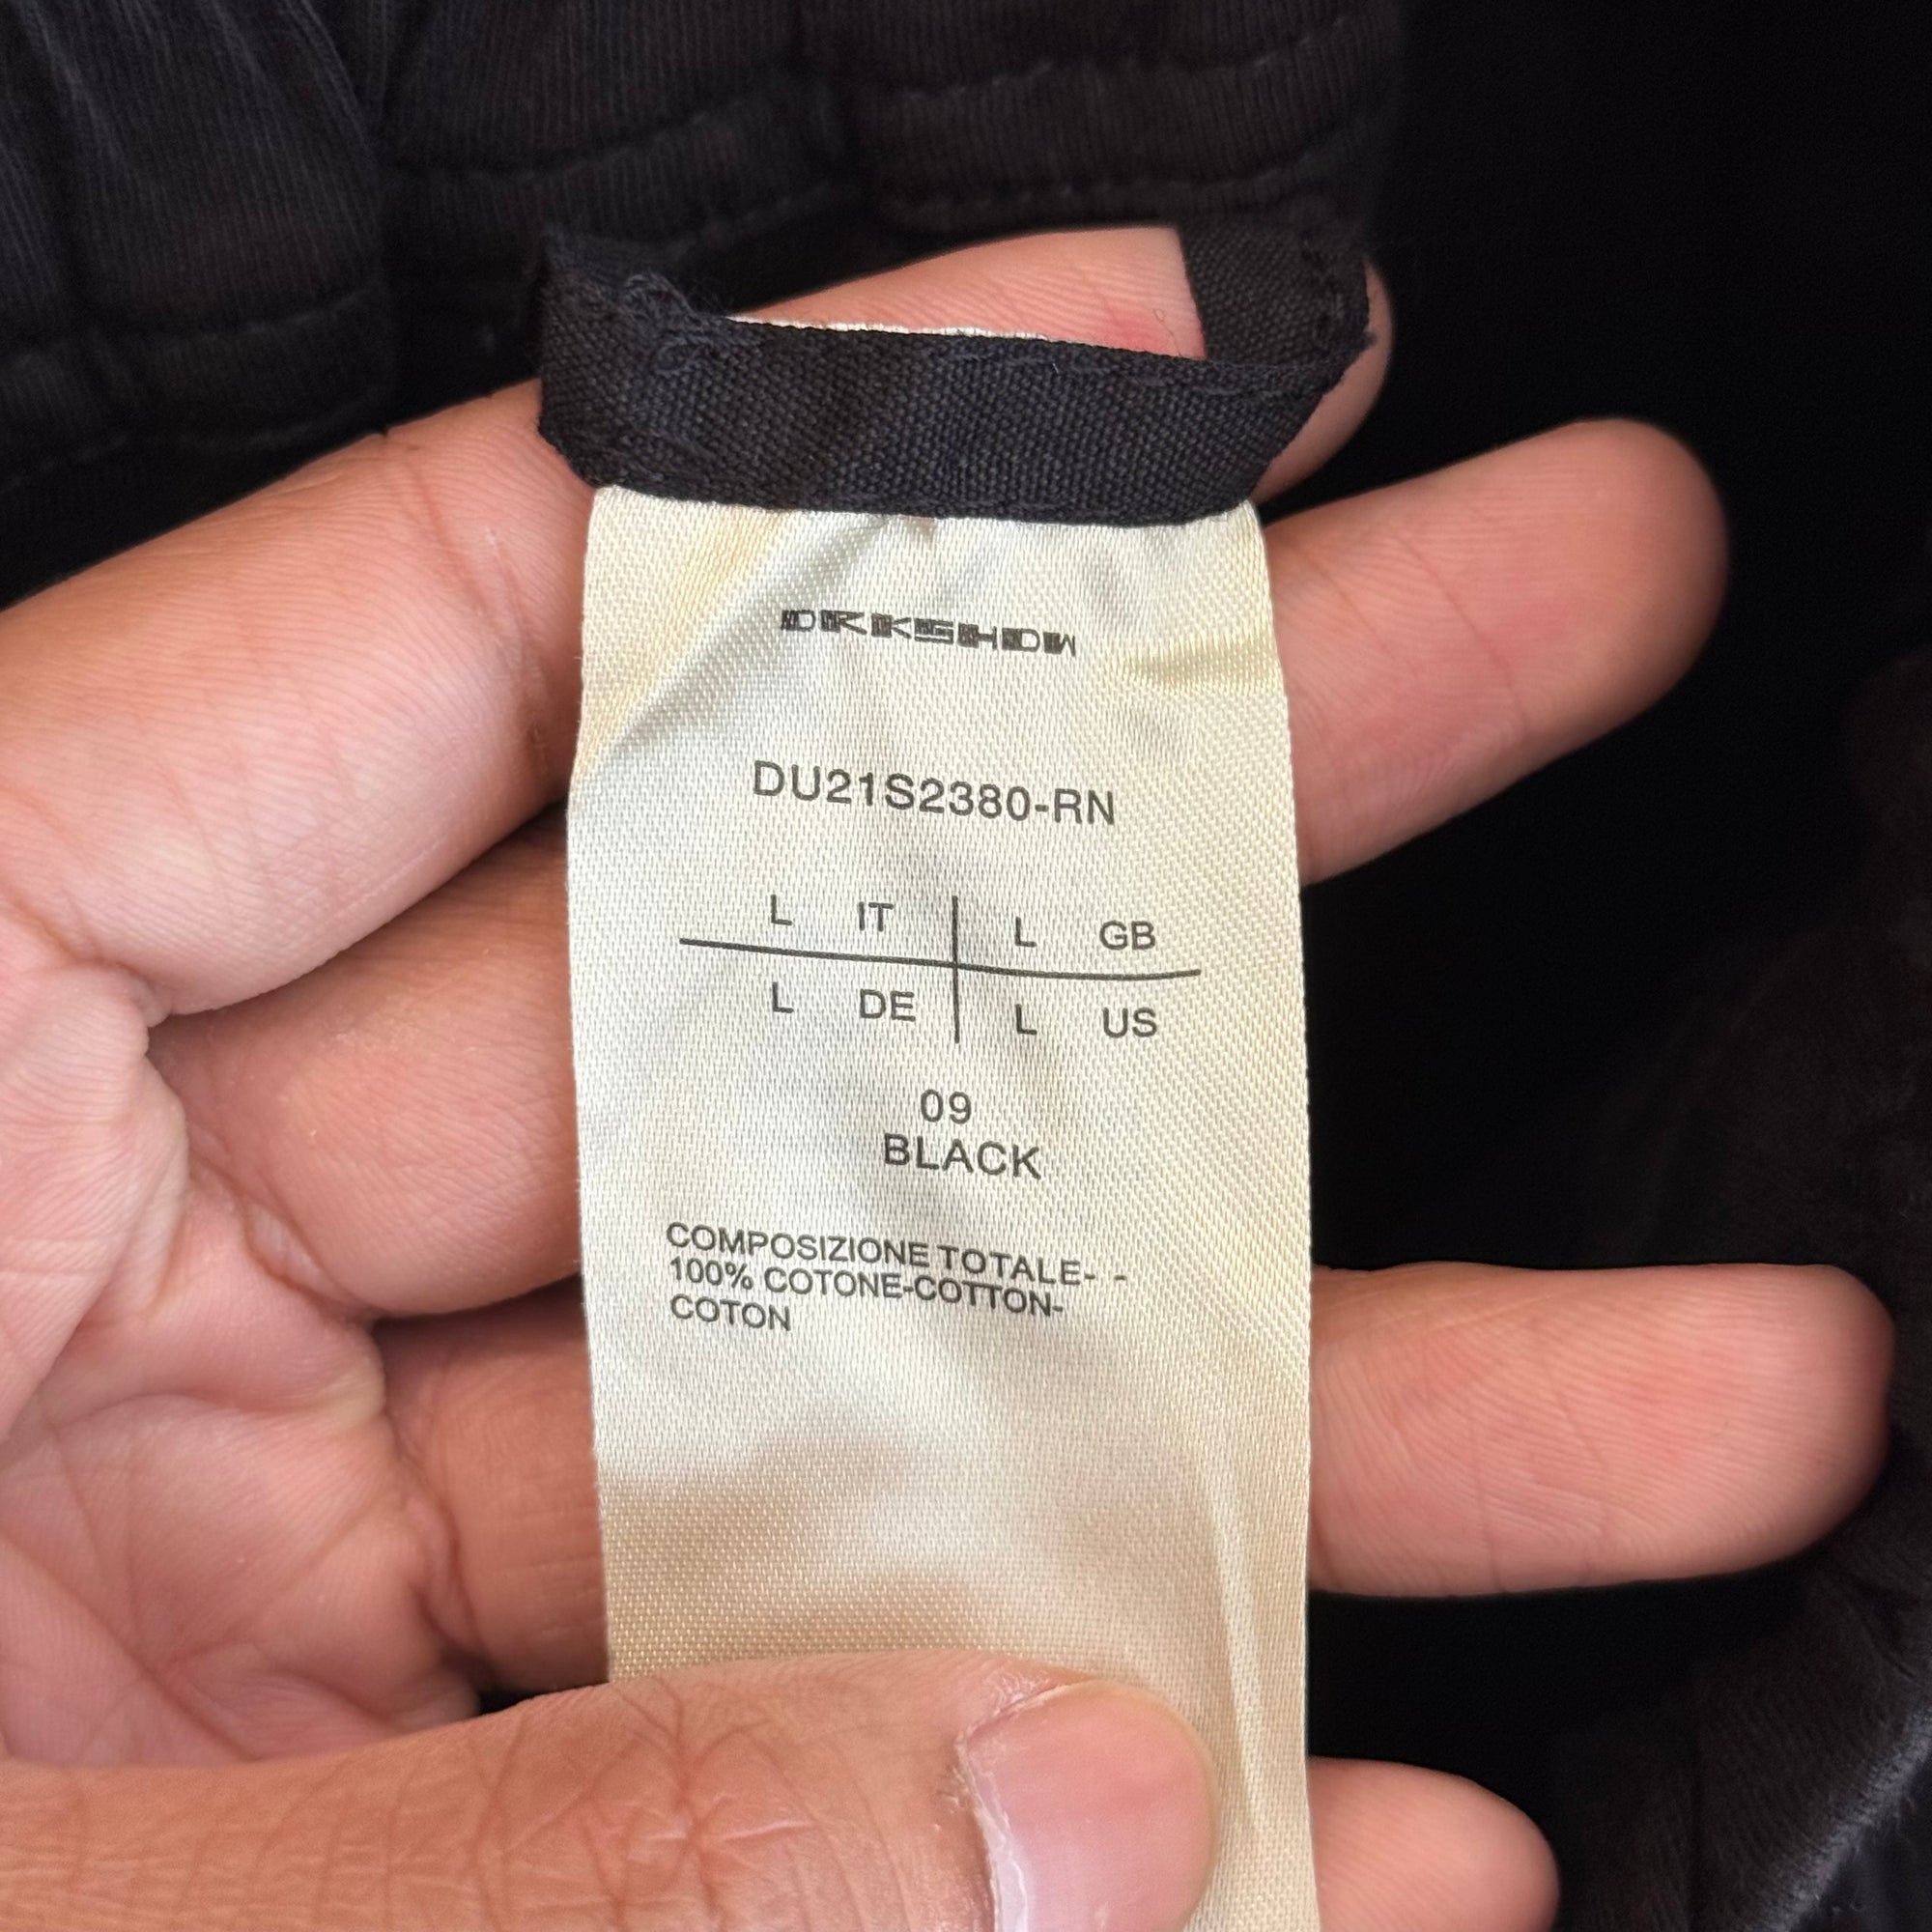 DRKSHDW
DU21S2380-RN
L IT L GB
L DE L US
09
BLACK
COMPOSIZIONE TOTALE- -
100% COTONE-COTTON-
COTON